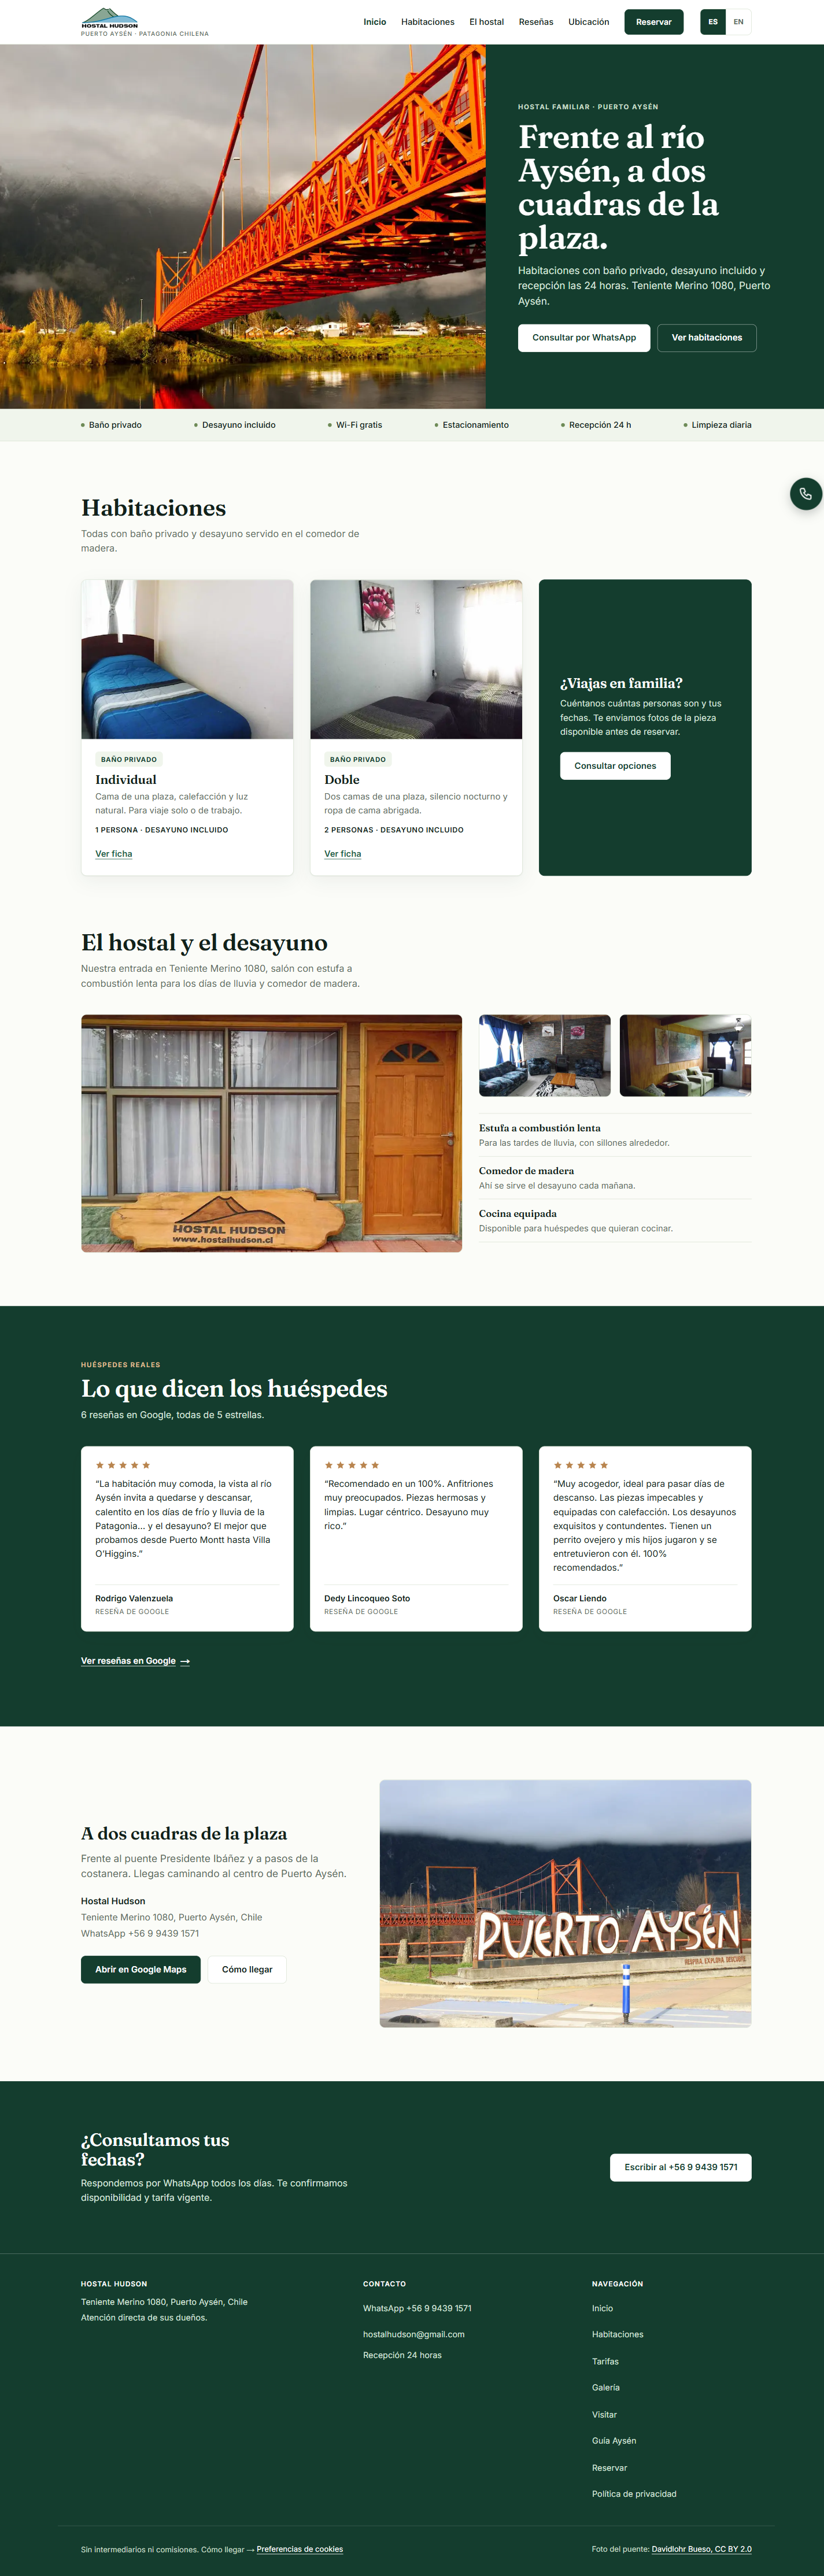 HOSTAL HUDSON
PUERTO AYSÉN · PATAGONIA CHILENA
Inicio
Habitaciones
El hostal
Reseñas
Ubicación
Reservar
ES
EN
HOSTAL FAMILIAR · PUERTO AYSÉN
Frente al río
Aysén, a dos
cuadras de la
plaza.
Habitaciones con baño privado, desayuno incluido y
recepción las 24 horas. Teniente Merino 1080, Puerto
Aysén.
Consultar por WhatsApp
Ver habitaciones
Baño privado
Desayuno incluido
Wi-Fi gratis
Estacionamiento
Recepción 24 h
Limpieza diaria
Habitaciones
Todas con baño privado y desayuno servido en el comedor de
madera.
BAÑO PRIVADO
Individual
Cama de una plaza, calefacción y luz
natural. Para viaje solo o de trabajo.
1 PERSONA · DESAYUNO INCLUIDO
Ver ficha
BAÑO PRIVADO
Doble
Dos camas de una plaza, silencio nocturno y
ropa de cama abrigada.
2 PERSONAS · DESAYUNO INCLUIDO
Ver ficha
¿Viajas en familia?
Cuéntanos cuántas personas son y tus
fechas. Te enviamos fotos de la pieza
disponible antes de reservar.
Consultar opciones
El hostal y el desayuno
Nuestra entrada en Teniente Merino 1080, salón con estufa a
combustión lenta para los días de lluvia y comedor de madera.
HOSTAL HUDSON
www.hostalhudson.cl
Estufa a combustión lenta
Para las tardes de lluvia, con sillones alrededor.
Comedor de madera
Ahí se sirve el desayuno cada mañana.
Cocina equipada
Disponible para huéspedes que quieran cocinar.
HUÉSPEDES REALES
Lo que dicen los huéspedes
6 reseñas en Google, todas de 5 estrellas.
“La habitación muy comoda, la vista al río
Aysén invita a quedarse y descansar,
calentito en los días de frío y lluvia de la
Patagonia... y el desayuno? El mejor que
probamos desde Puerto Montt hasta Villa
O'Higgins.”
Rodrigo Valenzuela
RESEÑA DE GOOGLE
“Recomendado en un 100%. Anfitriones
muy preocupados. Piezas hermosas y
limpias. Lugar céntrico. Desayuno muy
rico.”
Dedy Lincoqueo Soto
RESEÑA DE GOOGLE
“Muy acogedor, ideal para pasar días de
descanso. Las piezas impecables y
equipadas con calefacción. Los desayunos
exquisitos y contundentes. Tienen un
perrito ovejero y mis hijos jugaron y se
entretuvieron con él. 100%
recomendados.”
Oscar Liendo
RESEÑA DE GOOGLE
Ver reseñas en Google →
A dos cuadras de la plaza
Frente al puente Presidente Ibáñez y a pasos de la
costanera. Llegas caminando al centro de Puerto Aysén.
Hostal Hudson
Teniente Merino 1080, Puerto Aysén, Chile
WhatsApp +56 9 9439 1571
Abrir en Google Maps
Cómo llegar
PUERTO AYSÉN
RESPIRA, EXPLORA, DESCUBRE
¿Consultamos tus
fechas?
Respondemos por WhatsApp todos los días. Te confirmamos
disponibilidad y tarifa vigente.
Escribir al +56 9 9439 1571
HOSTAL HUDSON
Teniente Merino 1080, Puerto Aysén, Chile
Atención directa de sus dueños.
CONTACTO
WhatsApp +56 9 9439 1571
hostalhudson@gmail.com
Recepción 24 horas
NAVEGACIÓN
Inicio
Habitaciones
Tarifas
Galería
Visitar
Guía Aysén
Reservar
Política de privacidad
Sin intermediarios ni comisiones. Cómo llegar → Preferencias de cookies
Foto del puente: Davidlohr Bueso, CC BY 2.0